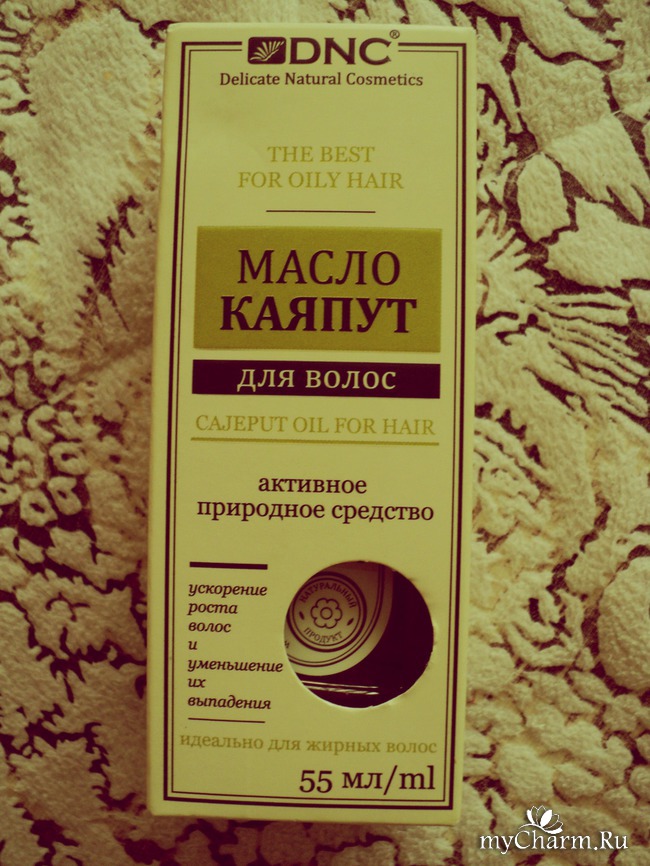 DNC®
Delicate Natural Cosmetics
THE BEST
FOR OILY HAIR
МАСЛО
КАЯПУТ
ДЛЯ ВОЛОС
CAJEPUT OIL FOR HAIR
активное
природное средство
ускорение
роста
волос
и
уменьшение
их
выпадения
НАТУРАЛЬНЫЙ
ПРОДУКТ
идеально для жирных волос
55 мл/ml
myCharm.Ru